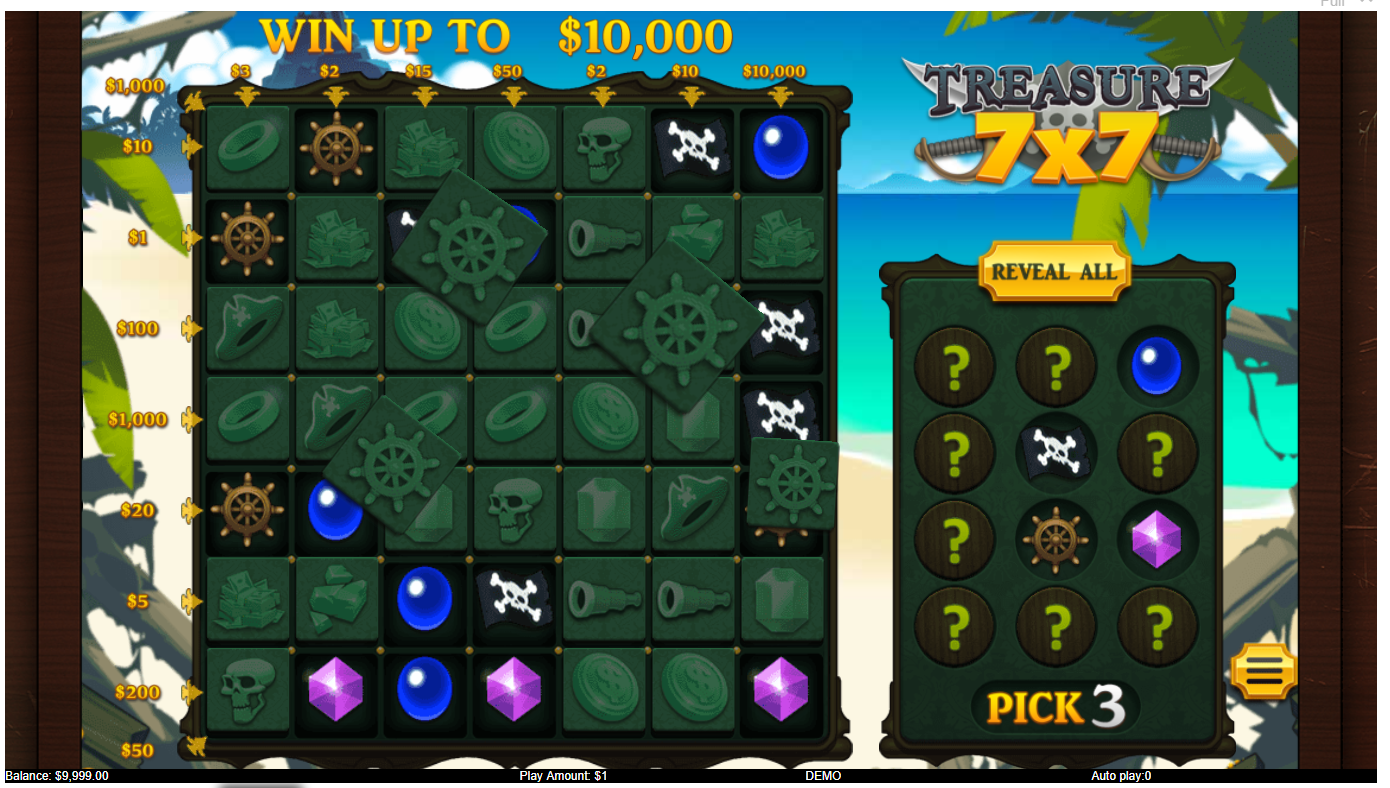 Full
WIN UP TO $10,000
$3 $2 $15 $50 $2 $10 $10,000
$1,000
$10
$1
$100
$1,000
$20
$5
$200
$50
TREASURE
7x7
REVEAL ALL
? ?
? ?
? ?
? ? ?
PICK 3
Balance: $9,999.00 Play Amount: $1 DEMO Auto play:0